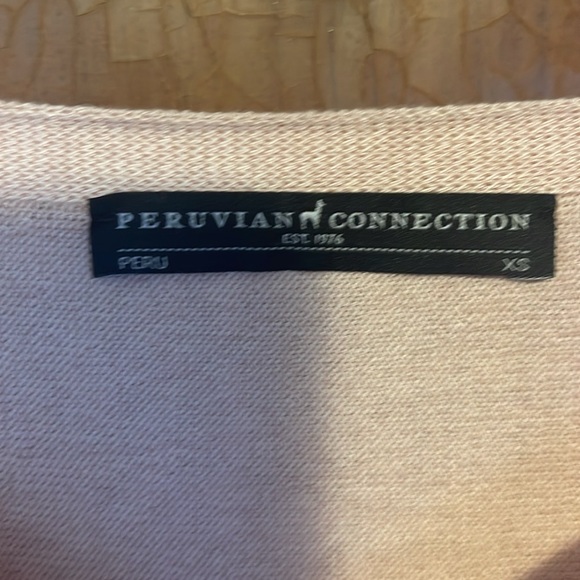 PERUVIAN CONNECTION
EST. 1976
PERU XS